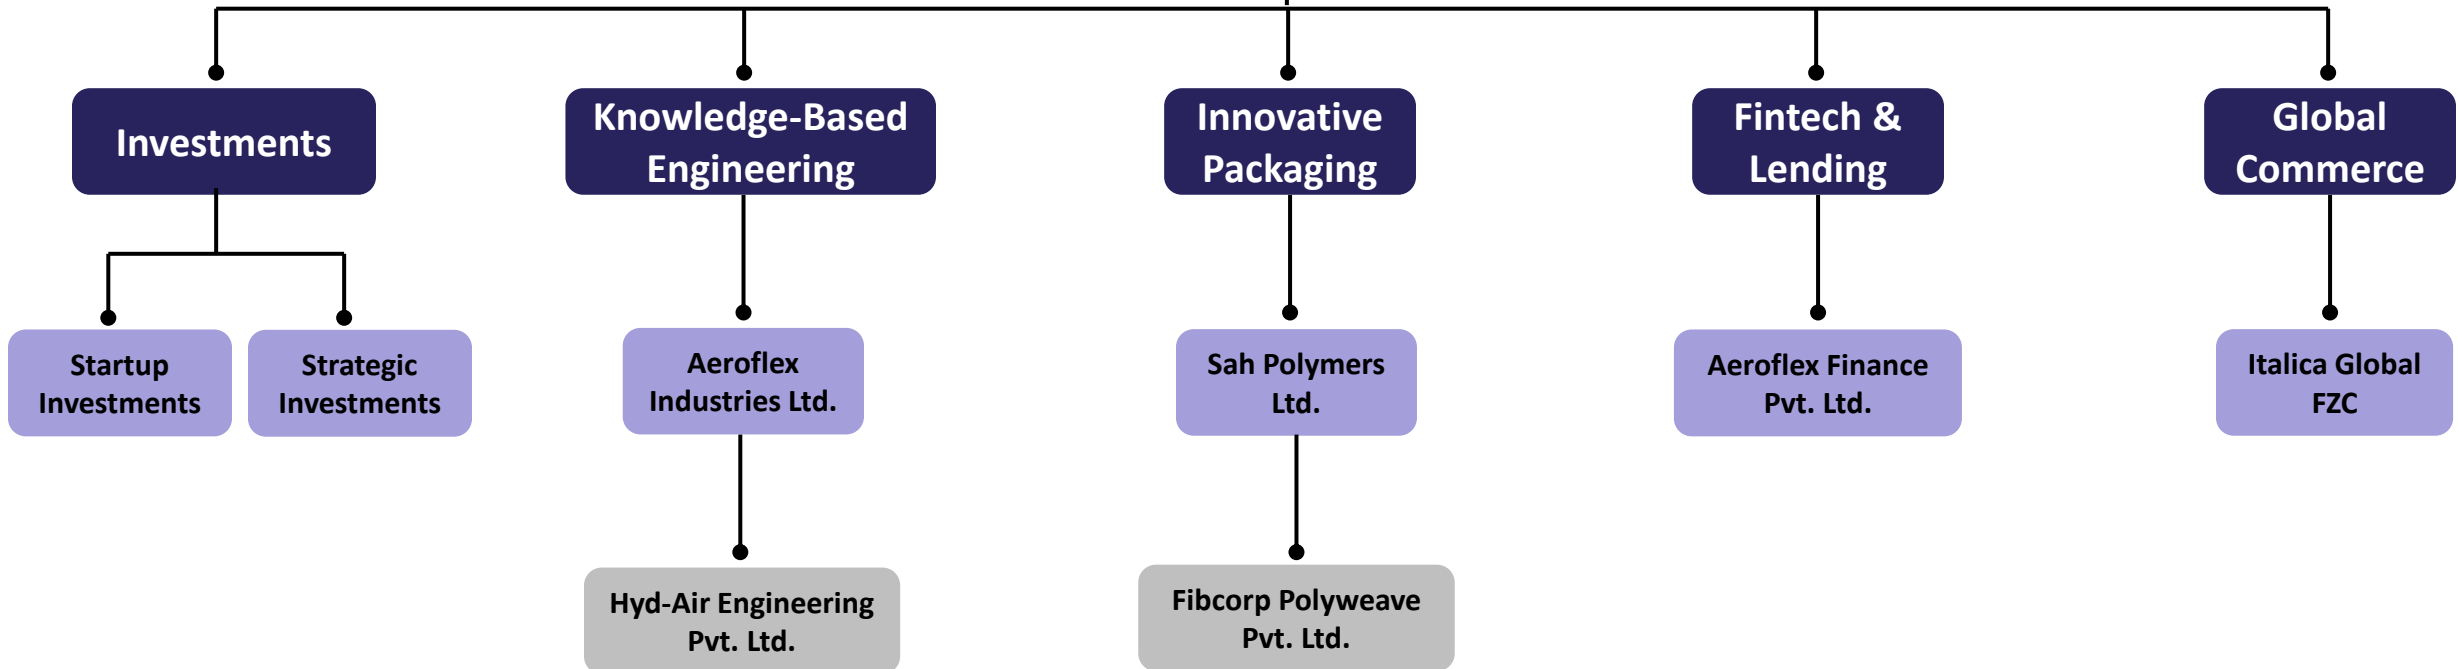 Investments
Knowledge-Based
Engineering
Innovative
Packaging
Fintech &
Lending
Global
Commerce
Startup
Investments
Strategic
Investments
Aeroflex
Industries Ltd.
Sah Polymers
Ltd.
Aeroflex Finance
Pvt. Ltd.
Italica Global
FZC
Hyd-Air Engineering
Pvt. Ltd.
Fibcorp Polyweave
Pvt. Ltd.